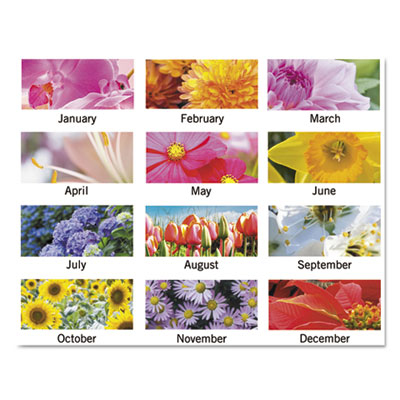 January
February
March
April
May
June
July
August
September
October
November
December